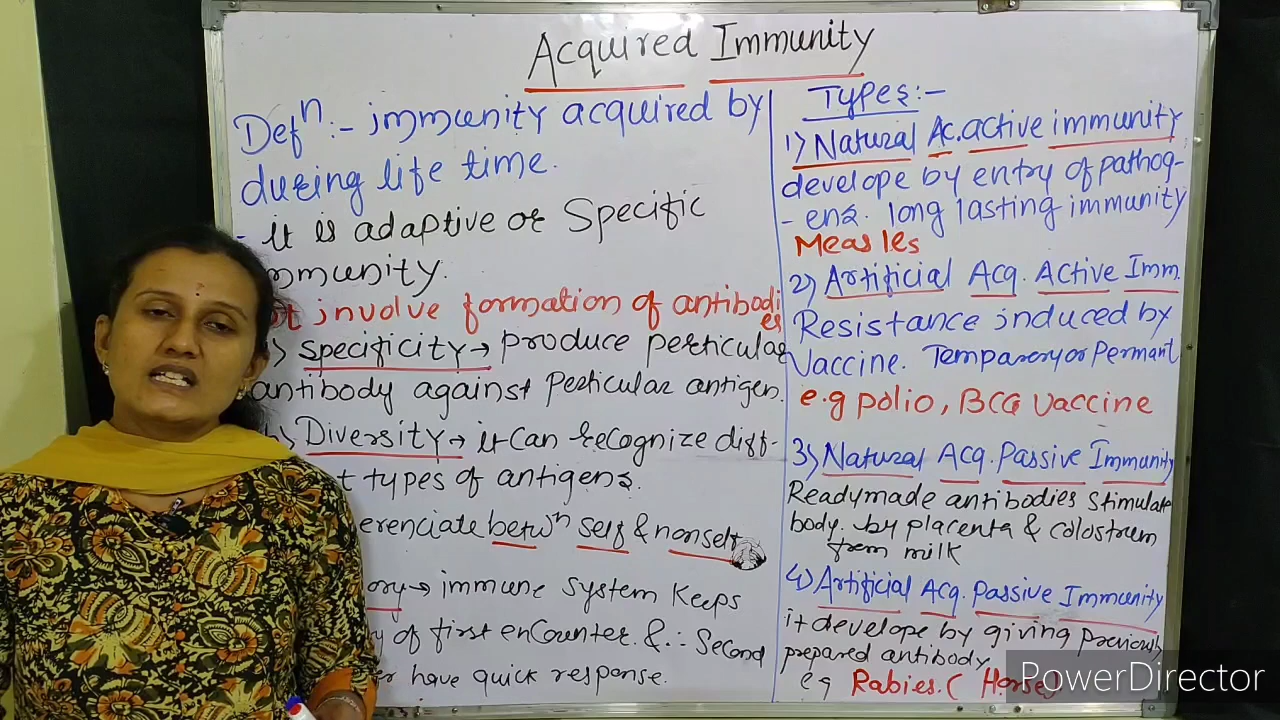 Acquired Immunity
Defⁿ :- immunity acquired by
during life time.
- it is adaptive or Specific
mmunity.
involve formation of antibodi
es
specificity → produce perticular
antibody against Perticular antigen.
Diversity → it can recognize diff-
t types of antigens.
erenciate betwⁿ self & nonself
ory → immune system keeps
y of first encounter. & ∴ Second
er have quick response.
Types :-
1) Natural Ac. active immunity
develope by entry of pathog-
- ens. long lasting immunity
Measles
2) Artificial Acq. Active Imm.
Resistance induced by
Vaccine. Temparery or Permant
e.g polio, BCG vaccine
3) Natural Acq. Passive Immunity
Readymade antibodies stimulate
body. by placenta & colostrum
from milk
4) Artificial Acq. Passive Immunity
it develope by giving previously
prepared antibody
eg Rabies. ( Horse)
PowerDirector